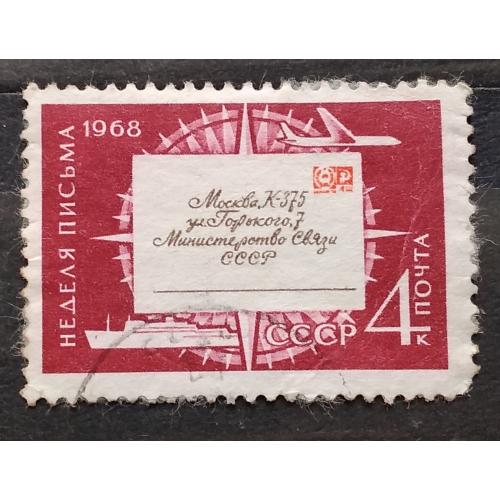 НЕДЕЛЯ ПИСЬМА 1968
Москва, К-375
ул. Горького, 7
Министерство Связи
СССР
СССР
4 к
ПОЧТА